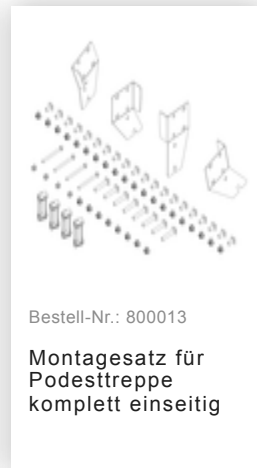 Bestell-Nr.: 800013
Montagesatz für
Podesttreppe
komplett einseitig